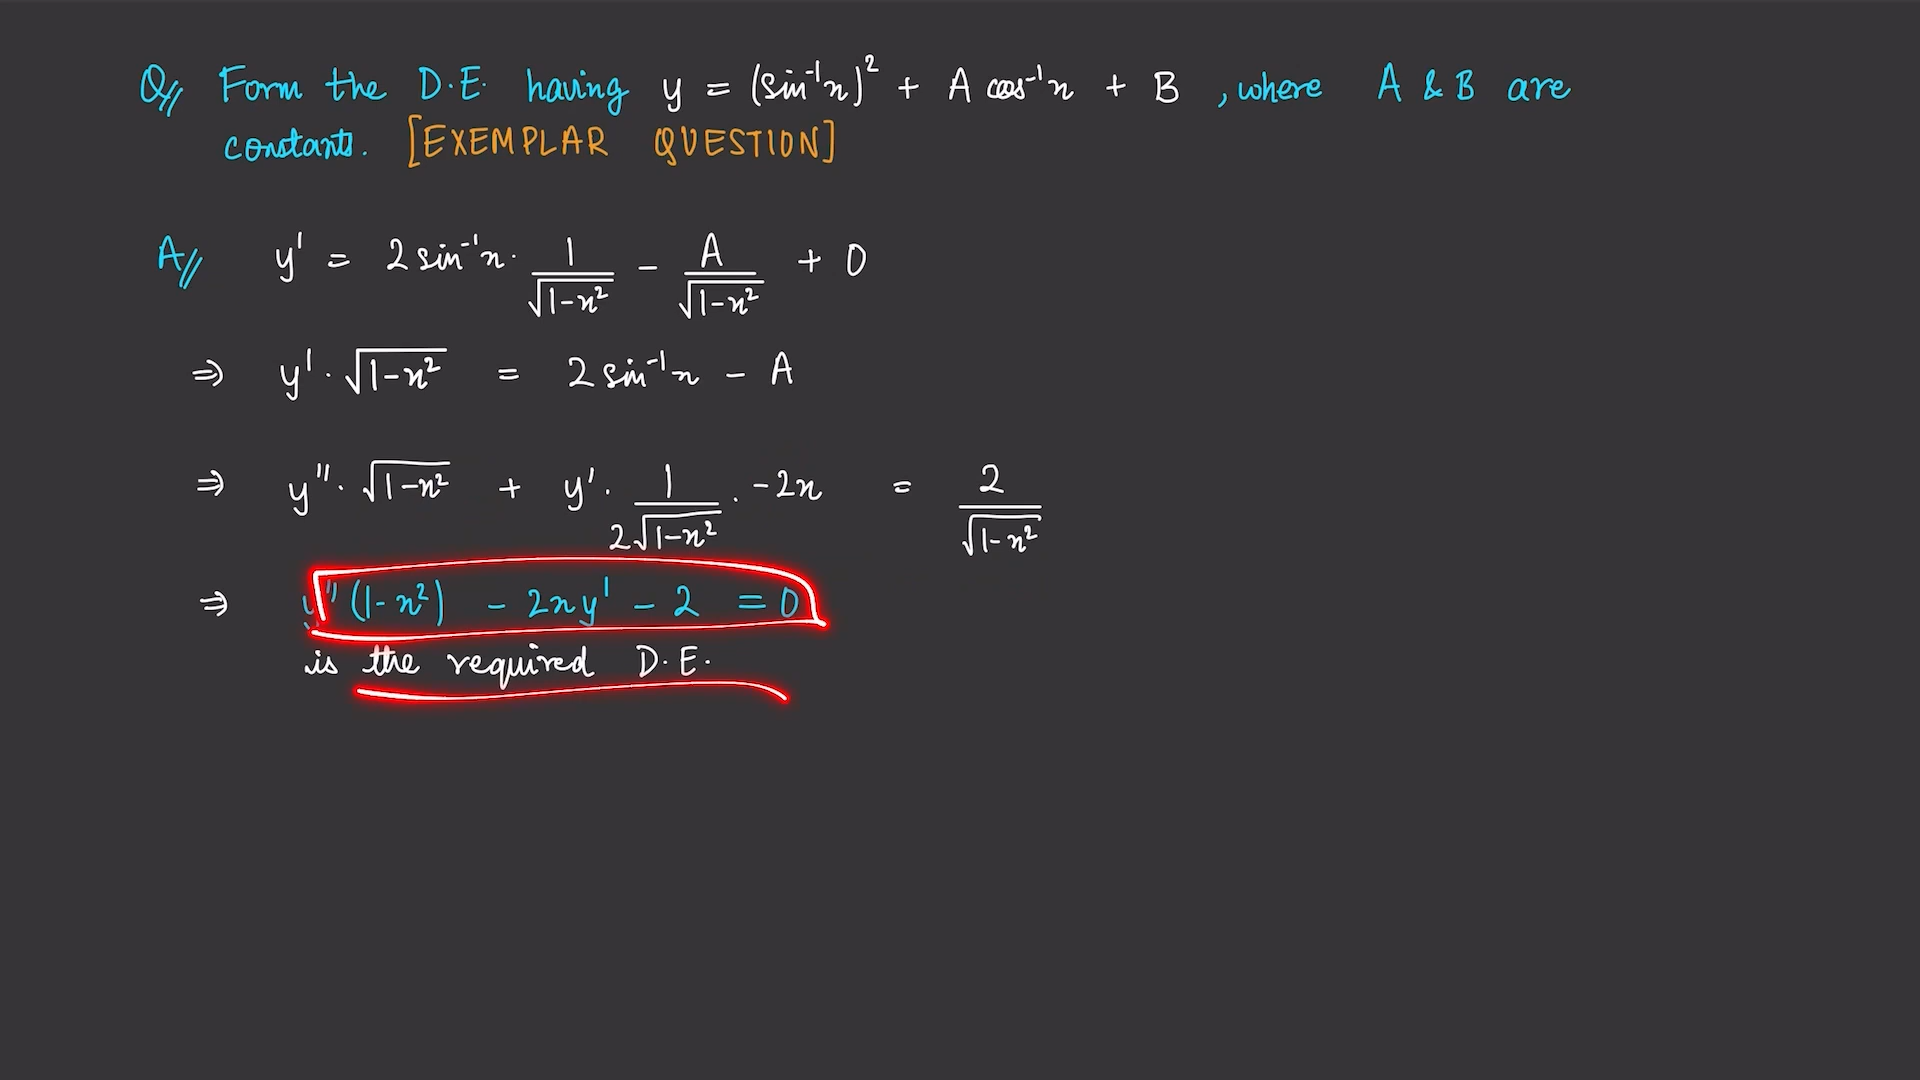 Q// Form the D.E. having y = (sin⁻¹x)² + A cos⁻¹x + B , where A & B are
constants. [EXEMPLAR QUESTION]
A// y' = 2 sin⁻¹x · 1/√(1-x²) - A/√(1-x²) + 0
⇒ y' · √(1-x²) = 2 sin⁻¹x - A
⇒ y'' · √(1-x²) + y' · 1/(2√(1-x²)) · -2x = 2/√(1-x²)
⇒ y'' (1-x²) - 2xy' - 2 = 0
is the required D.E.